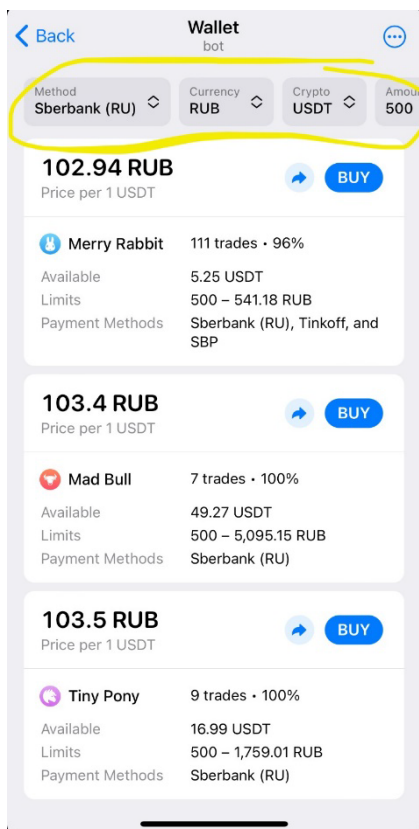 Back
Wallet
bot
Method
Sberbank (RU)
Currency
RUB
Crypto
USDT
500
102.94 RUB
Price per 1 USDT
BUY
Merry Rabbit
111 trades • 96%
Available
5.25 USDT
Limits
500 – 541.18 RUB
Payment Methods
Sberbank (RU), Tinkoff, and
SBP
103.4 RUB
Price per 1 USDT
BUY
Mad Bull
7 trades • 100%
Available
49.27 USDT
Limits
500 – 5,095.15 RUB
Payment Methods
Sberbank (RU)
103.5 RUB
Price per 1 USDT
BUY
Tiny Pony
9 trades • 100%
Available
16.99 USDT
Limits
500 – 1,759.01 RUB
Payment Methods
Sberbank (RU)